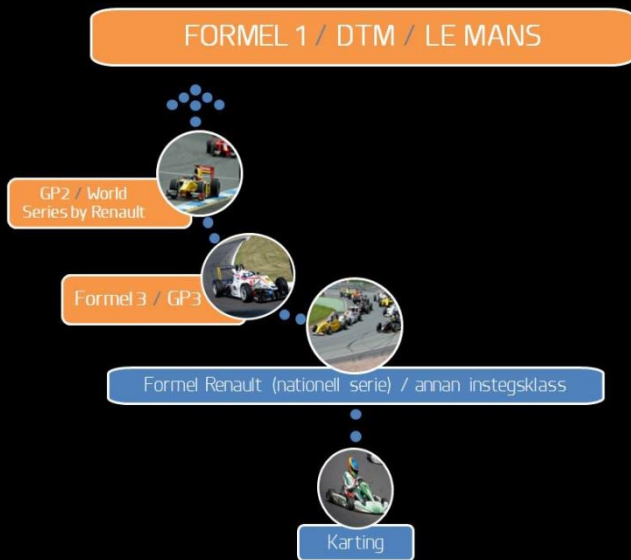 FORMEL 1 / DTM / LE MANS
GP2 / World
Series by Renault
Formel 3 / GP3
Formel Renault (nationell serie) / annan instegsklass
Karting